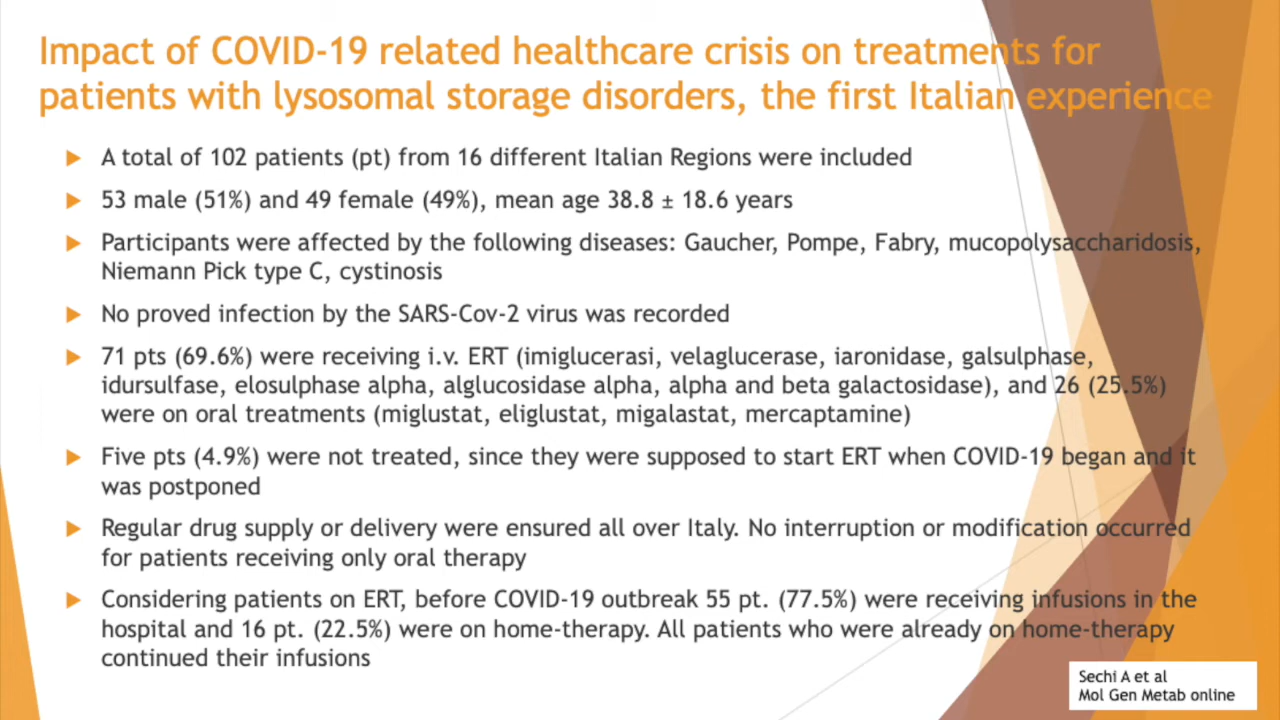 Impact of COVID-19 related healthcare crisis on treatments for
patients with lysosomal storage disorders, the first Italian experience
A total of 102 patients (pt) from 16 different Italian Regions were included
53 male (51%) and 49 female (49%), mean age 38.8 ± 18.6 years
Participants were affected by the following diseases: Gaucher, Pompe, Fabry, mucopolysaccharidosis,
Niemann Pick type C, cystinosis
No proved infection by the SARS-Cov-2 virus was recorded
71 pts (69.6%) were receiving i.v. ERT (imiglucerasi, velaglucerase, iaronidase, galsulphase,
idursulfase, elosulphase alpha, alglucosidase alpha, alpha and beta galactosidase), and 26 (25.5%)
were on oral treatments (miglustat, eliglustat, migalastat, mercaptamine)
Five pts (4.9%) were not treated, since they were supposed to start ERT when COVID-19 began and it
was postponed
Regular drug supply or delivery were ensured all over Italy. No interruption or modification occurred
for patients receiving only oral therapy
Considering patients on ERT, before COVID-19 outbreak 55 pt. (77.5%) were receiving infusions in the
hospital and 16 pt. (22.5%) were on home-therapy. All patients who were already on home-therapy
continued their infusions
Sechi A et al
Mol Gen Metab online